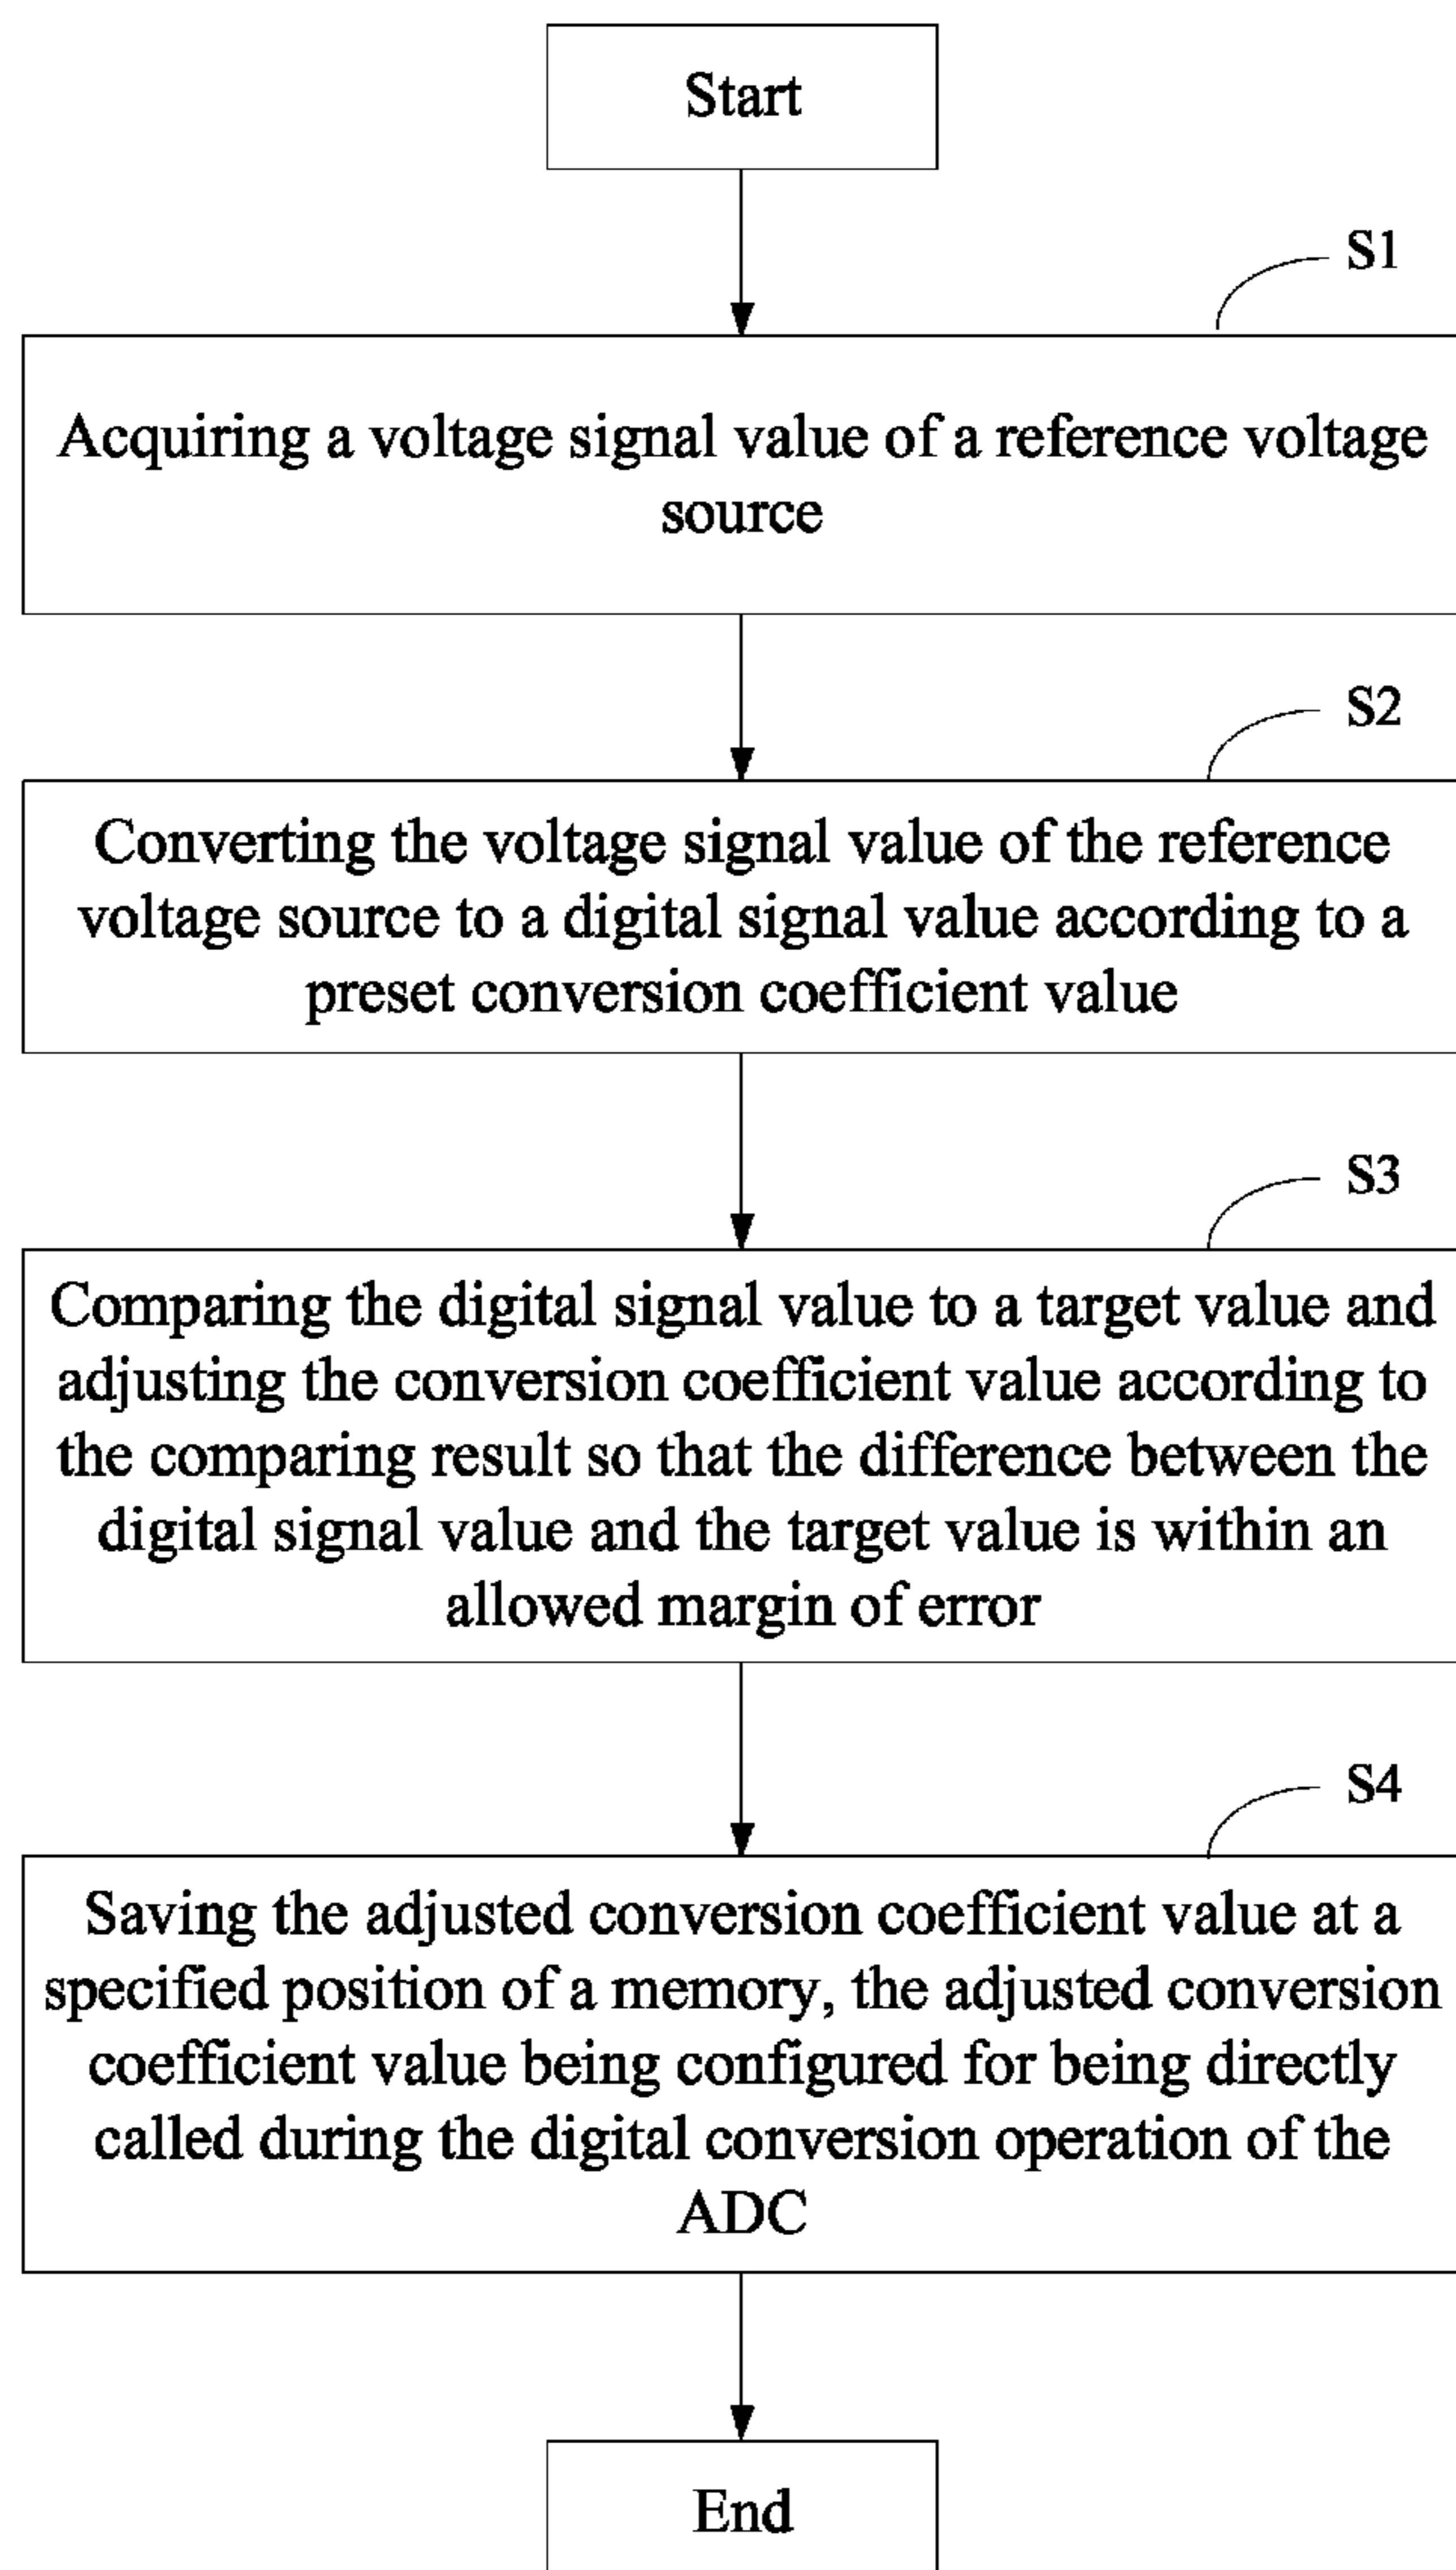 Start
S1
Acquiring a voltage signal value of a reference voltage
source
S2
Converting the voltage signal value of the reference
voltage source to a digital signal value according to a
preset conversion coefficient value
S3
Comparing the digital signal value to a target value and
adjusting the conversion coefficient value according to
the comparing result so that the difference between the
digital signal value and the target value is within an
allowed margin of error
S4
Saving the adjusted conversion coefficient value at a
specified position of a memory, the adjusted conversion
coefficient value being configured for being directly
called during the digital conversion operation of the
ADC
End